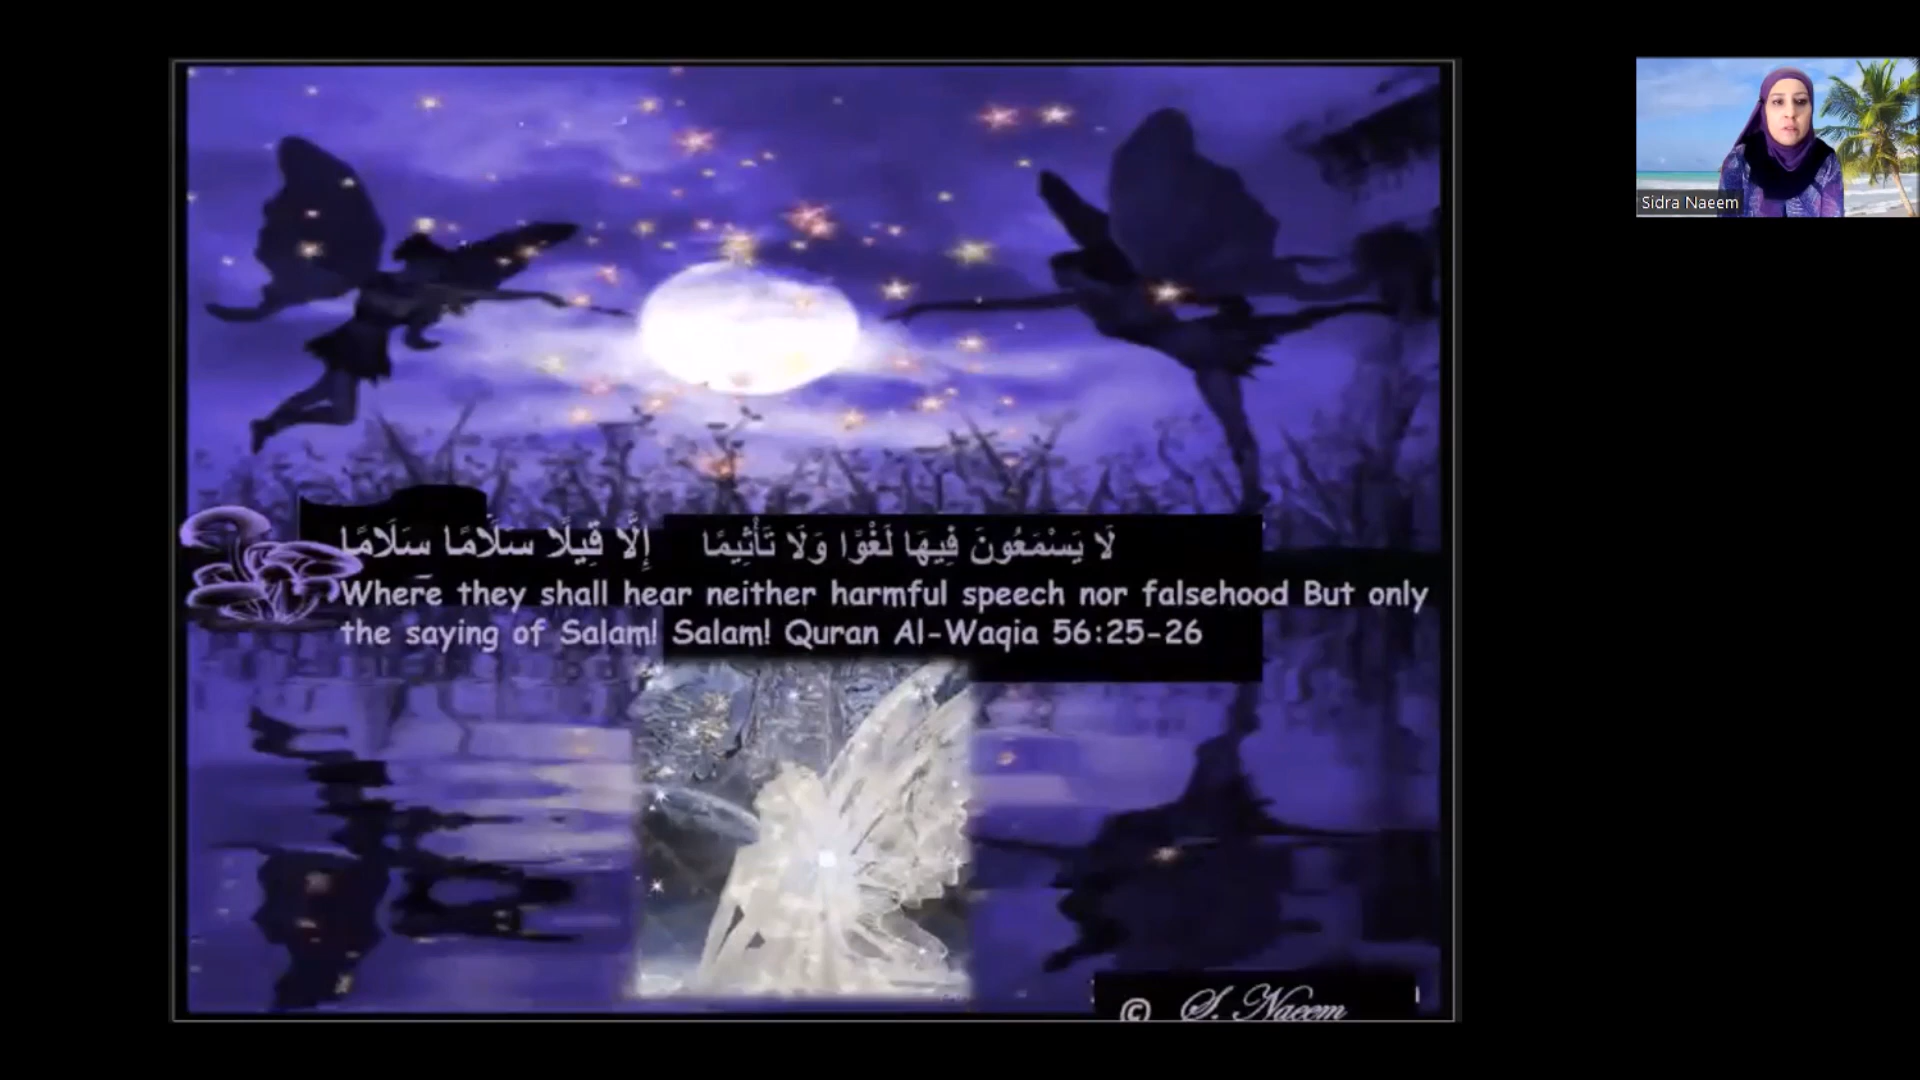 لَا يَسْمَعُونَ فِيهَا لَغْوًا وَلَا تَأْثِيمًا إِلَّا قِيلًا سَلَامًا سَلَامًا
Where they shall hear neither harmful speech nor falsehood But only
the saying of Salam! Salam! Quran Al-Waqia 56:25-26
© S. Naeem
Sidra Naeem